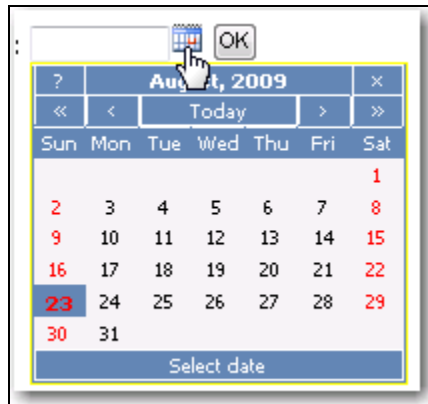 : OK
? August, 2009 ×
« < Today > »
Sun Mon Tue Wed Thu Fri Sat
1
2 3 4 5 6 7 8
9 10 11 12 13 14 15
16 17 18 19 20 21 22
23 24 25 26 27 28 29
30 31
Select date